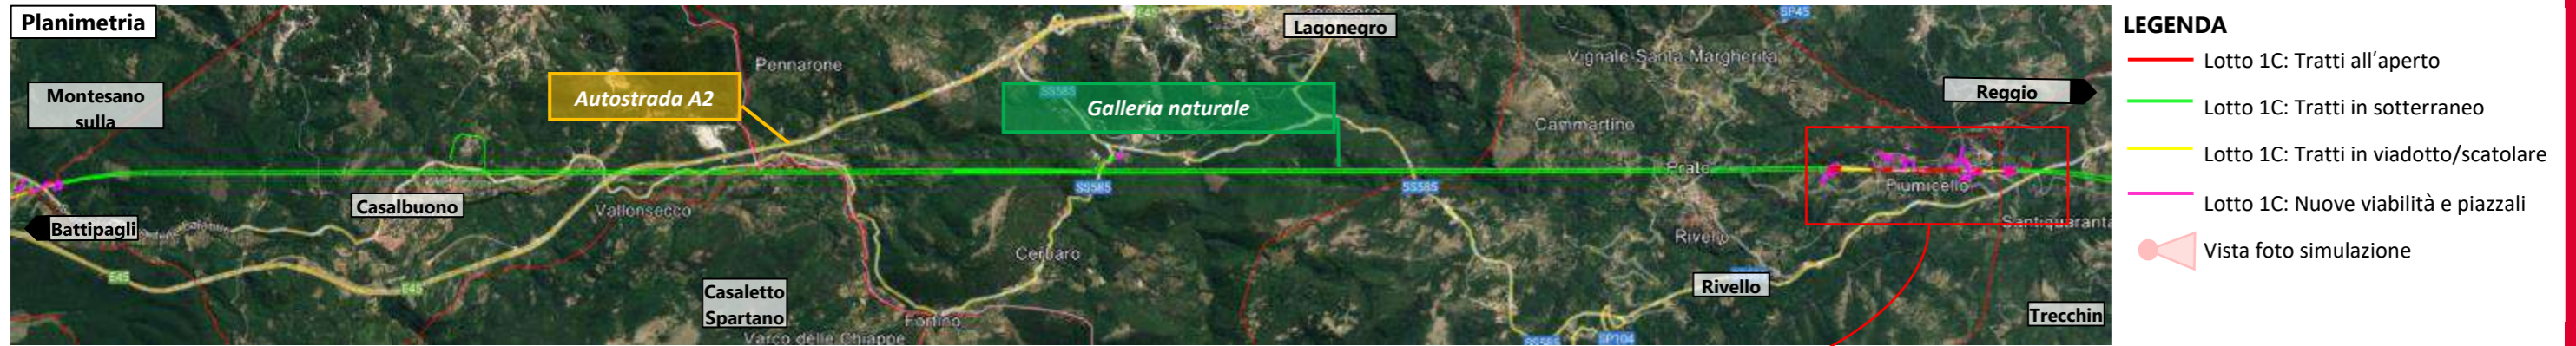 Planimetria
Montesano
sulla
Battipagli
Casalbuono
Autostrada A2
Pennarone
Vallonsecco
Casaletto
Spartano
Varco delle Chiappe
Fortino
Cerbaro
E45
E45
E45
Lagonegro
Galleria naturale
SS585
SS585
SS585
SS585
SP104
SP45
Vignale-Santa Margherita
Cammartino
Prato
Rivello
Rivello
Piumicello
Santiquaranta
Reggio
Trecchin
LEGENDA
Lotto 1C: Tratti all’aperto
Lotto 1C: Tratti in sotterraneo
Lotto 1C: Tratti in viadotto/scatolare
Lotto 1C: Nuove viabilità e piazzali
Vista foto simulazione